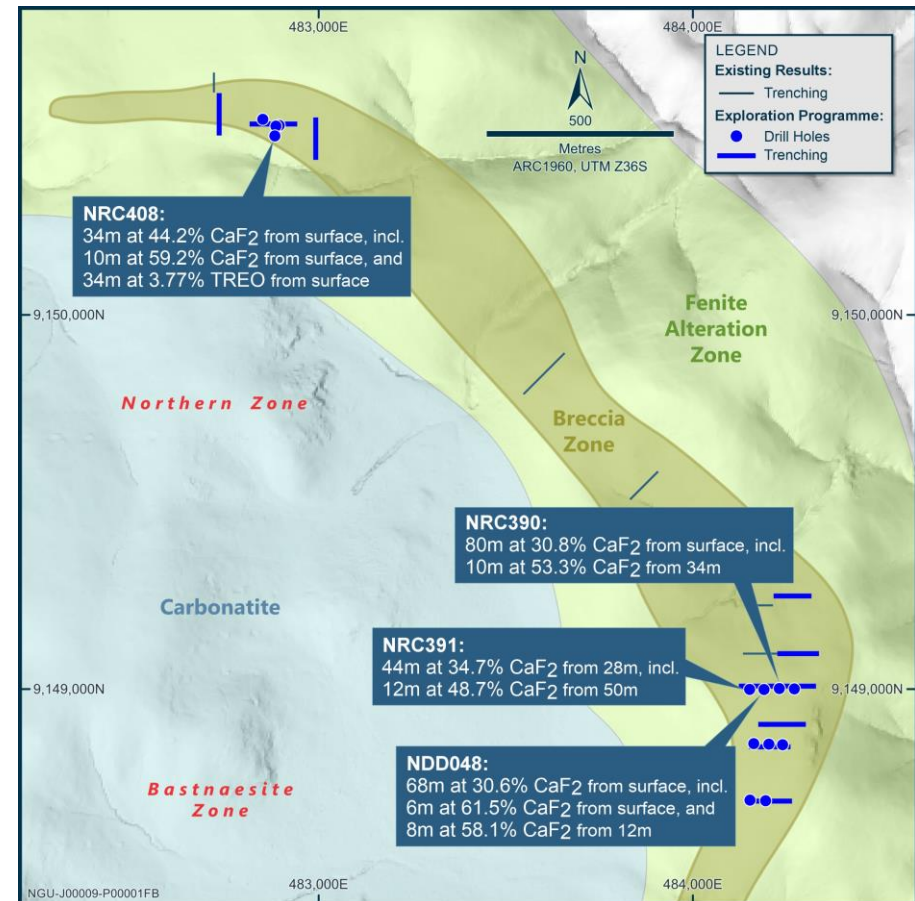 483,000E
484,000E
N
500
Metres
ARC1960, UTM Z36S
LEGEND
Existing Results:
Trenching
Exploration Programme:
Drill Holes
Trenching
NRC408:
34m at 44.2% CaF2 from surface, incl.
10m at 59.2% CaF2 from surface, and
34m at 3.77% TREO from surface
9,150,000N
9,150,000N
Fenite
Alteration
Zone
Northern Zone
Breccia
Zone
NRC390:
80m at 30.8% CaF2 from surface, incl.
10m at 53.3% CaF2 from 34m
Carbonatite
NRC391:
44m at 34.7% CaF2 from 28m, incl.
12m at 48.7% CaF2 from 50m
9,149,000N
9,149,000N
NDD048:
68m at 30.6% CaF2 from surface, incl.
6m at 61.5% CaF2 from surface, and
8m at 58.1% CaF2 from 12m
Bastnaesite
Zone
NGU-J00009-P00001FB
483,000E
484,000E